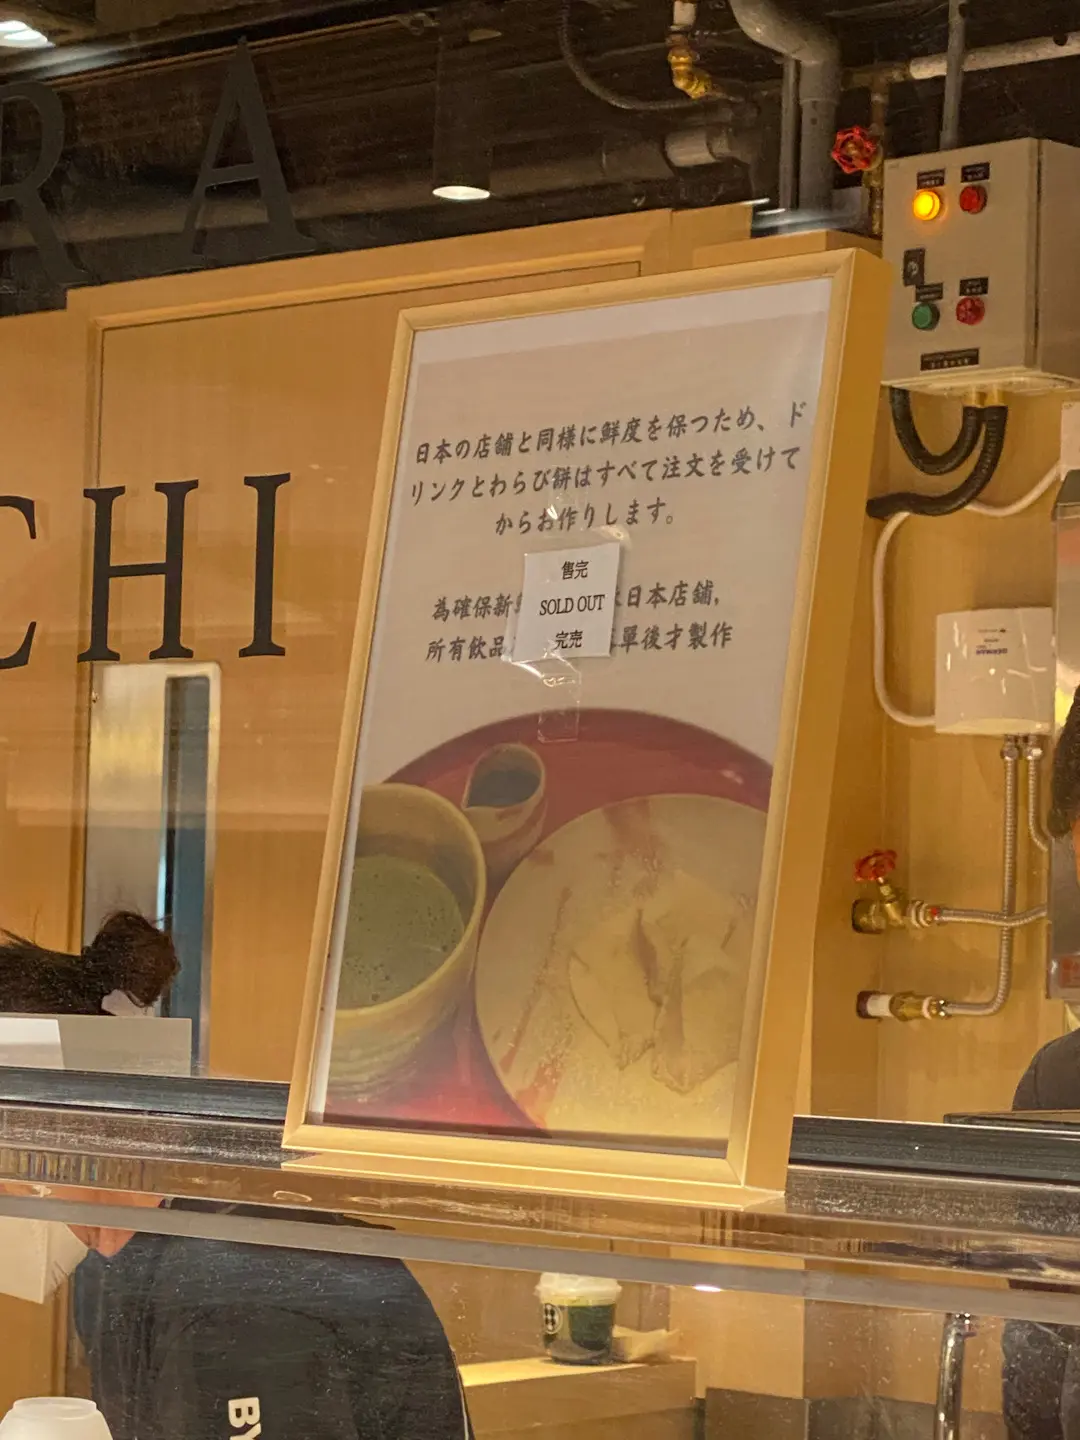 RA
CHI
日本の店舗と同様に鮮度を保つため、ド
リンクとわらび餅はすべて注文を受けて
からお作りします。
為確保新 日本店舖,
所有飲品 單後才製作
售完
SOLD OUT
完売
GERMAN
BY